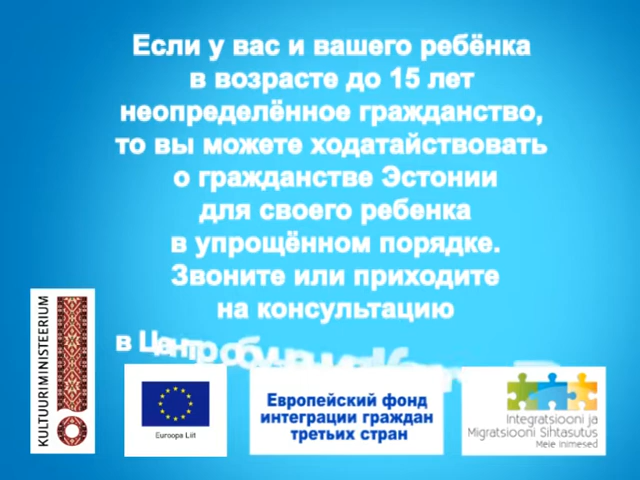 Если у вас и вашего ребёнка
в возрасте до 15 лет
неопределённое гражданство,
то вы можете ходатайствовать
о гражданстве Эстонии
для своего ребенка
в упрощённом порядке.
Звоните или приходите
на консультацию
в Центр
KULTUURIMINISTEERIUM
Euroopa Liit
Европейский фонд
интеграции граждан
третьих стран
Integratsiooni ja
Migratsiooni Sihtasutus
Meie Inimesed